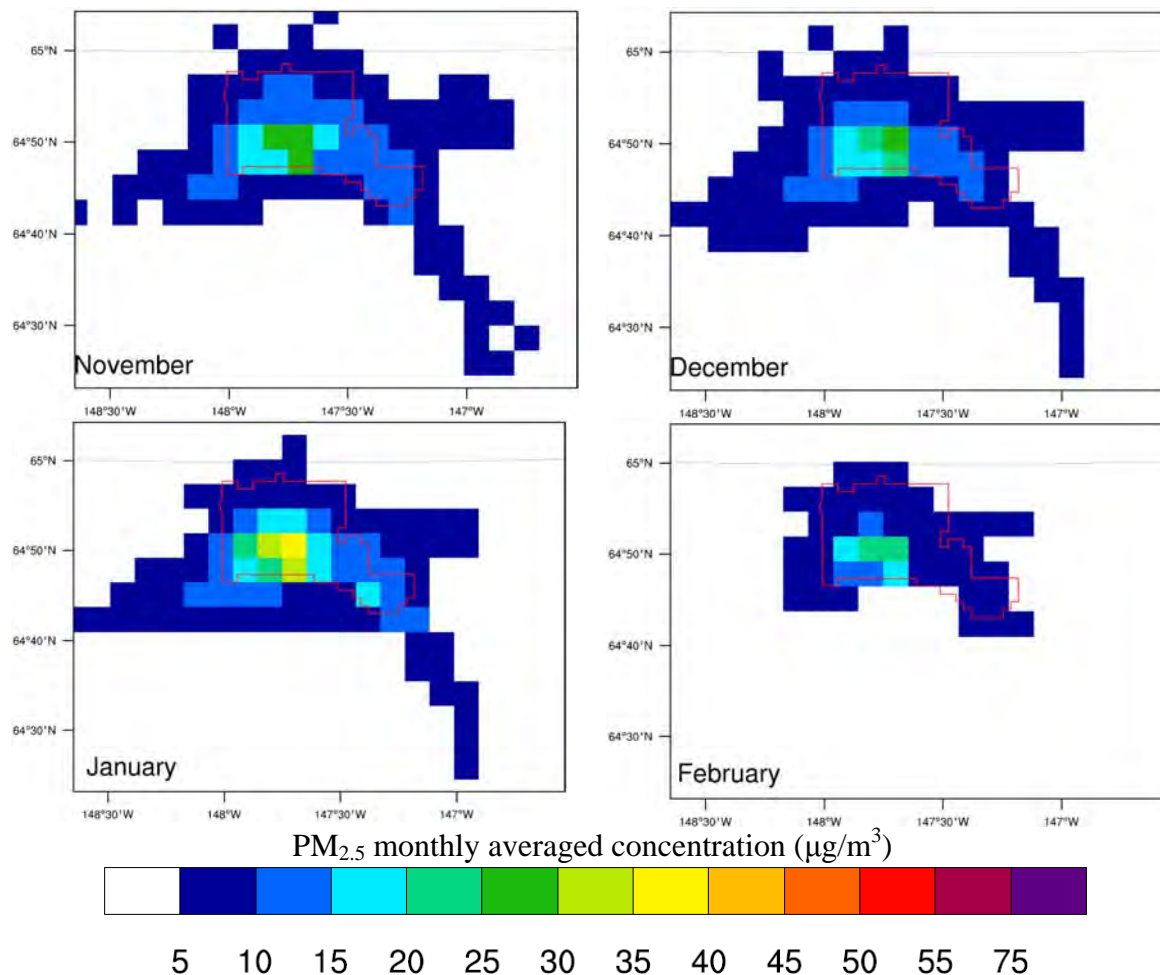 65°N
64°50'N
64°40'N
64°30'N
November
148°30'W 148°W 147°30'W 147°W
65°N
64°50'N
64°40'N
64°30'N
December
148°30'W 148°W 147°30'W 147°W
65°N
64°50'N
64°40'N
64°30'N
January
148°30'W 148°W 147°30'W 147°W
65°N
64°50'N
64°40'N
64°30'N
February
148°30'W 148°W 147°30'W 147°W
PM₂.₅ monthly averaged concentration (μg/m³)
5 10 15 20 25 30 35 40 45 50 55 75